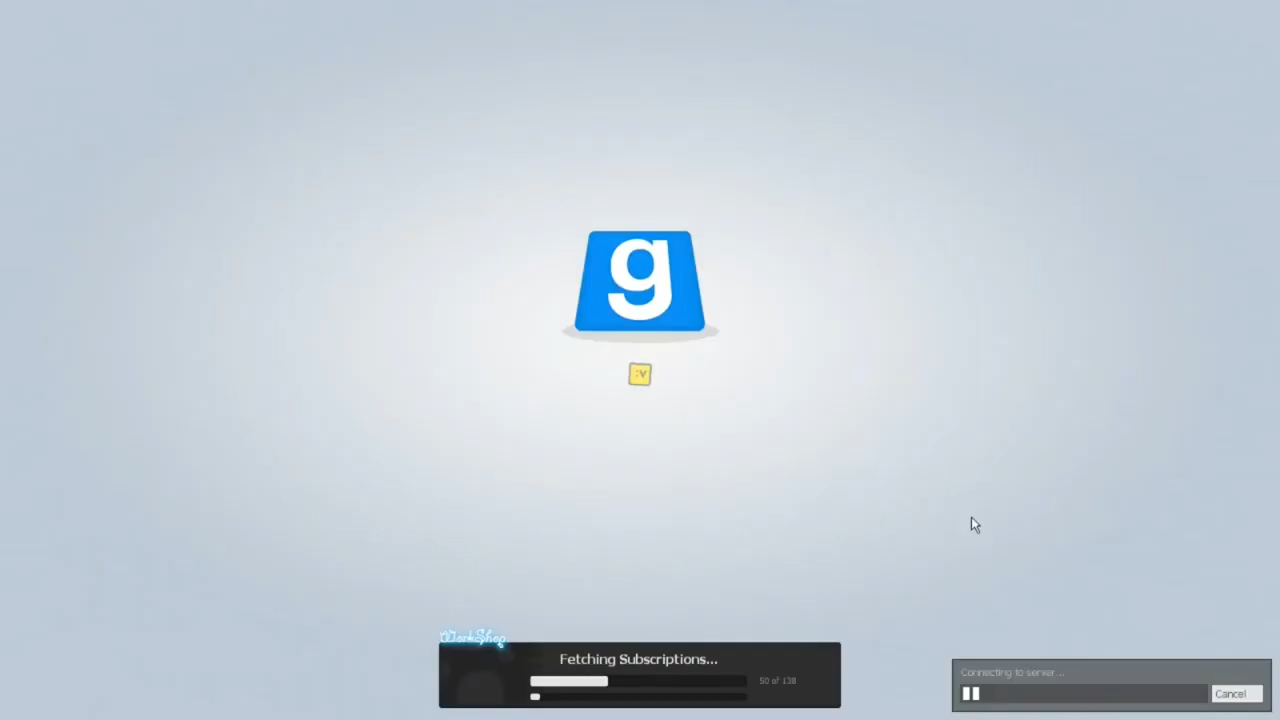 g
:v
WorkShop
Fetching Subscriptions...
50 of 138
Connecting to server...
Cancel